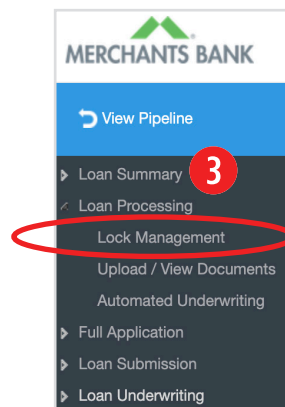 MERCHANTS BANK
View Pipeline
Loan Summary 3
Loan Processing
Lock Management
Upload / View Documents
Automated Underwriting
Full Application
Loan Submission
Loan Underwriting